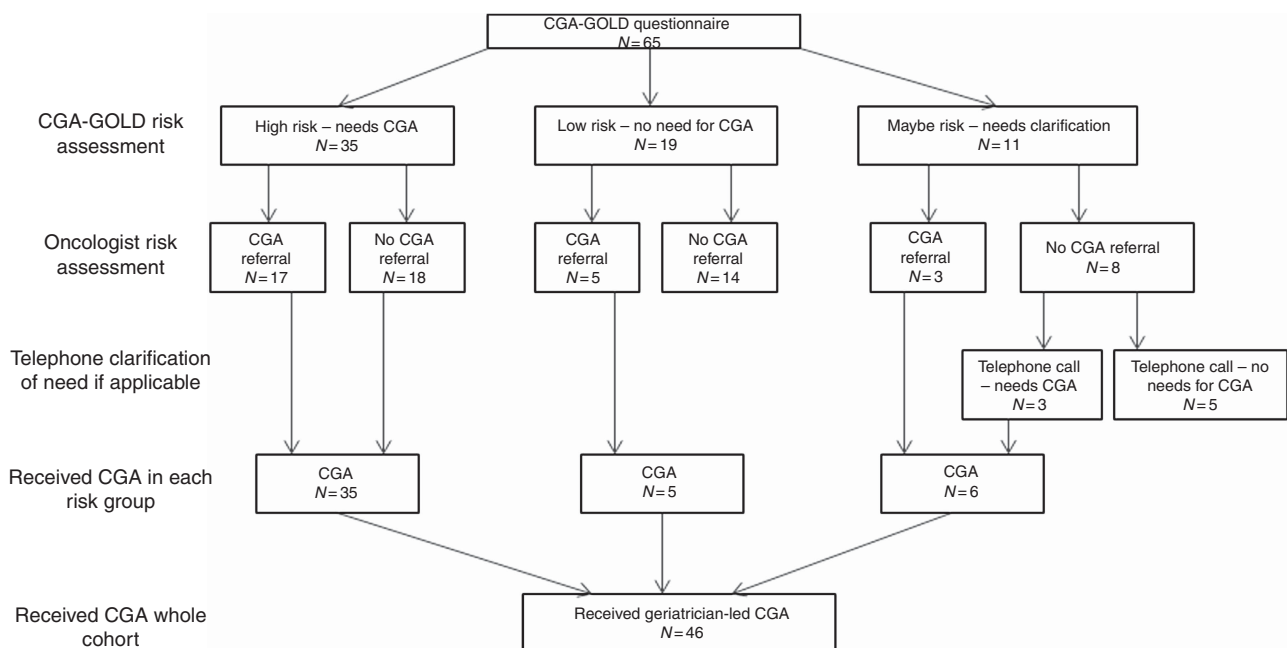 CGA-GOLD questionnaire
N=65
CGA-GOLD risk
assessment
High risk – needs CGA
N=35
Low risk – no need for CGA
N=19
Maybe risk – needs clarification
N=11
Oncologist risk
assessment
CGA
referral
N=17
No CGA
referral
N=18
CGA
referral
N=5
No CGA
referral
N=14
CGA
referral
N=3
No CGA referral
N=8
Telephone clarification
of need if applicable
Telephone call
– needs CGA
N=3
Telephone call – no
needs for CGA
N=5
Received CGA in each
risk group
CGA
N=35
CGA
N=5
CGA
N=6
Received CGA whole
cohort
Received geriatrician-led CGA
N=46